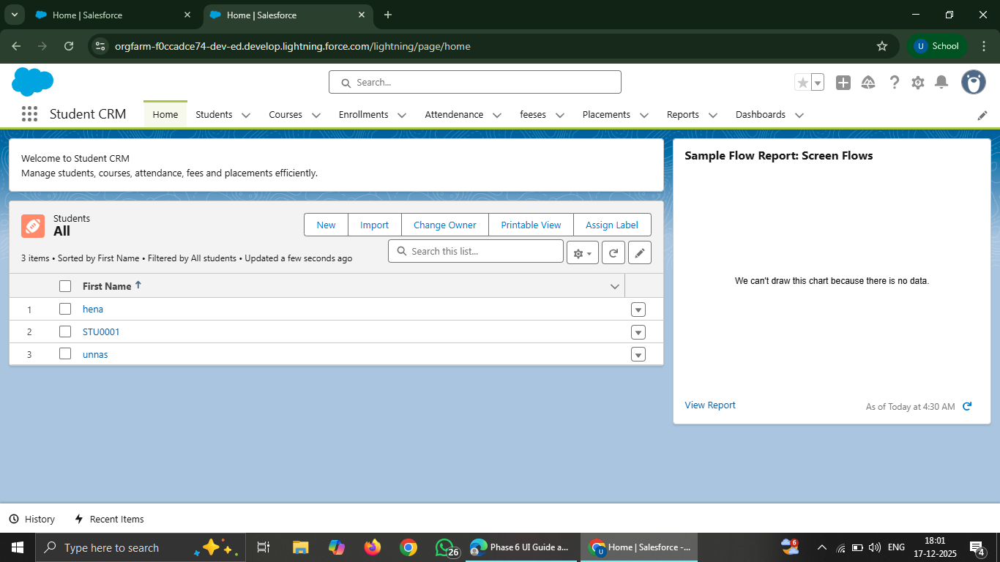 Home | Salesforce
Home | Salesforce
orgfarm-f0ccadce74-dev-ed.develop.lightning.force.com/lightning/page/home
U School
Search...
Student CRM
Home Students Courses Enrollments Attendance feeses Placements Reports Dashboards
Welcome to Student CRM
Manage students, courses, attendance, fees and placements efficiently.
Students
All
New Import Change Owner Printable View Assign Label
3 items • Sorted by First Name • Filtered by All students • Updated a few seconds ago
Search this list...
First Name
1 hena
2 STU0001
3 unnas
Sample Flow Report: Screen Flows
We can't draw this chart because there is no data.
View Report
As of Today at 4:30 AM
History
Recent Items
Type here to search
26
Phase 6 UI Guide a...
U
Home | Salesforce -...
6
ENG
18:01
17-12-2025
4